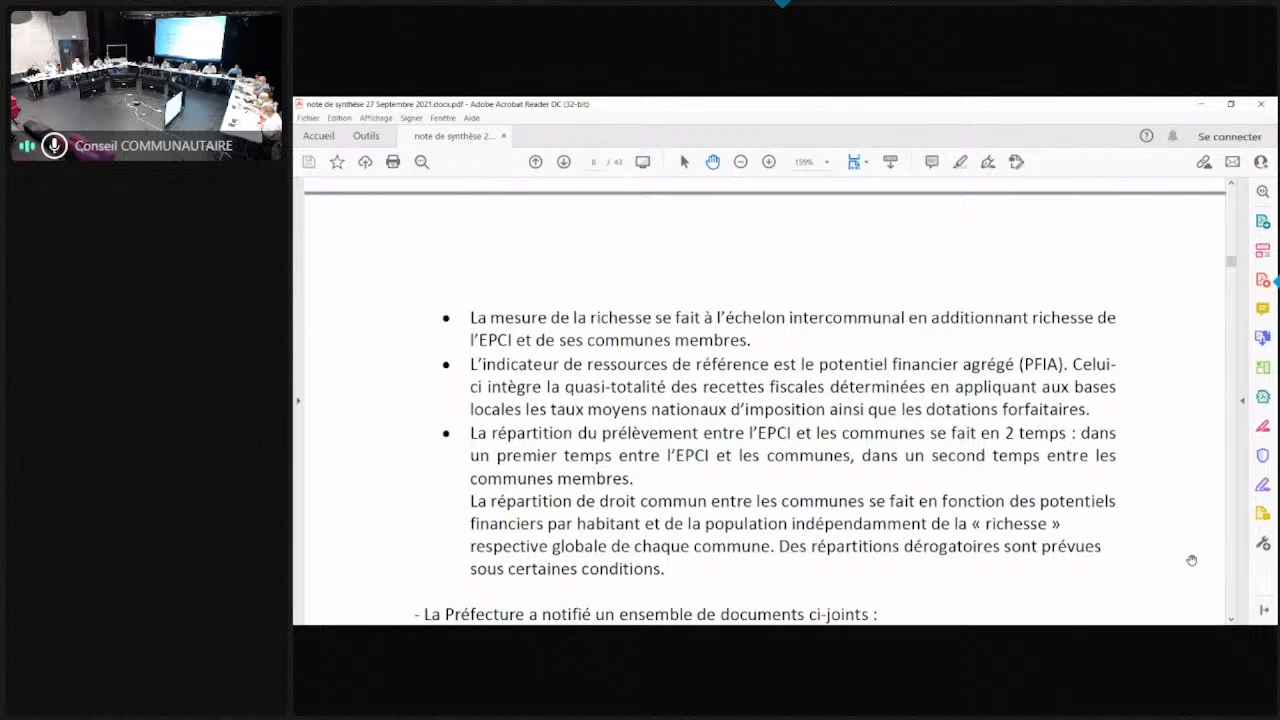 Conseil COMMUNAUTAIRE
note de synthèse 27 Septembre 2021.docx.pdf - Adobe Acrobat Reader DC (32-bit)
Fichier Edition Affichage Signer Fenêtre Aide
Accueil Outils note de synthèse 2... × Se connecter
8 / 43 159%
• La mesure de la richesse se fait à l’échelon intercommunal en additionnant richesse de
l’EPCI et de ses communes membres.
• L’indicateur de ressources de référence est le potentiel financier agrégé (PFIA). Celui-
ci intègre la quasi-totalité des recettes fiscales déterminées en appliquant aux bases
locales les taux moyens nationaux d’imposition ainsi que les dotations forfaitaires.
• La répartition du prélèvement entre l’EPCI et les communes se fait en 2 temps : dans
un premier temps entre l’EPCI et les communes, dans un second temps entre les
communes membres.
La répartition de droit commun entre les communes se fait en fonction des potentiels
financiers par habitant et de la population indépendamment de la « richesse »
respective globale de chaque commune. Des répartitions dérogatoires sont prévues
sous certaines conditions.
- La Préfecture a notifié un ensemble de documents ci-joints :